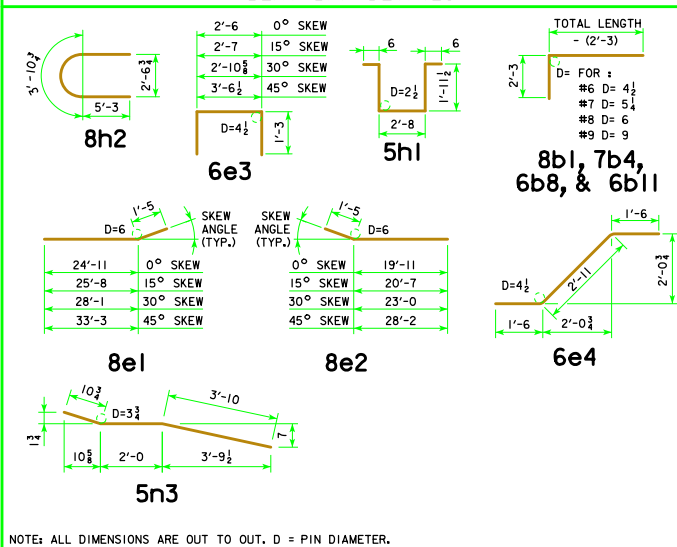 3'-10¾
2'-6¾
5'-3
8h2
2'-6 0° SKEW
2'-7 15° SKEW
2'-10⅝ 30° SKEW
3'-6½ 45° SKEW
D=4½
1'-3
6e3
6 6
D=2½
1'-11½
2'-8
5h1
TOTAL LENGTH
- (2'-3)
2'-3
D= FOR :
#6 D= 4½
#7 D= 5¼
#8 D= 6
#9 D= 9
8b1, 7b4,
6b8, & 6b11
1'-5
D=6
SKEW
ANGLE
(TYP.)
24'-11 0° SKEW
25'-8 15° SKEW
28'-1 30° SKEW
33'-3 45° SKEW
8e1
SKEW
ANGLE
(TYP.)
1'-5
D=6
0° SKEW 19'-11
15° SKEW 20'-7
30° SKEW 23'-0
45° SKEW 28'-2
8e2
1'-6
D=4½
2'-11
2'-0¾
1'-6 2'-0¾
6e4
10¾
D=3¾
3'-10
1¾
7
10⅝ 2'-0 3'-9½
5n3
NOTE: ALL DIMENSIONS ARE OUT TO OUT. D = PIN DIAMETER.